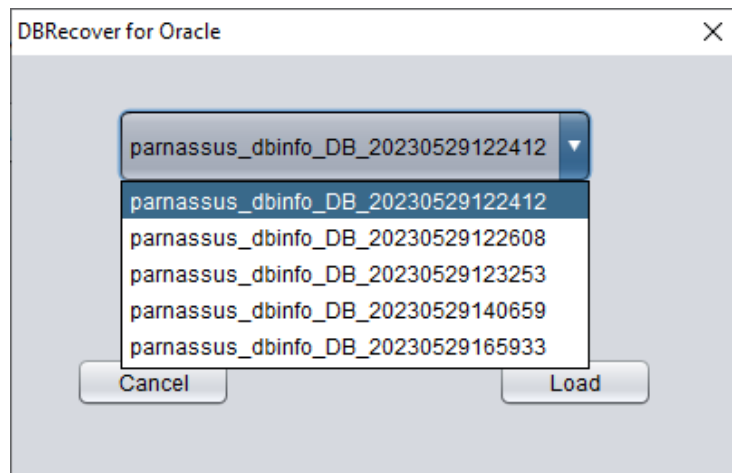 DBRecover for Oracle
parnassus_dbinfo_DB_20230529122412
parnassus_dbinfo_DB_20230529122412
parnassus_dbinfo_DB_20230529122608
parnassus_dbinfo_DB_20230529123253
parnassus_dbinfo_DB_20230529140659
parnassus_dbinfo_DB_20230529165933
Cancel Load